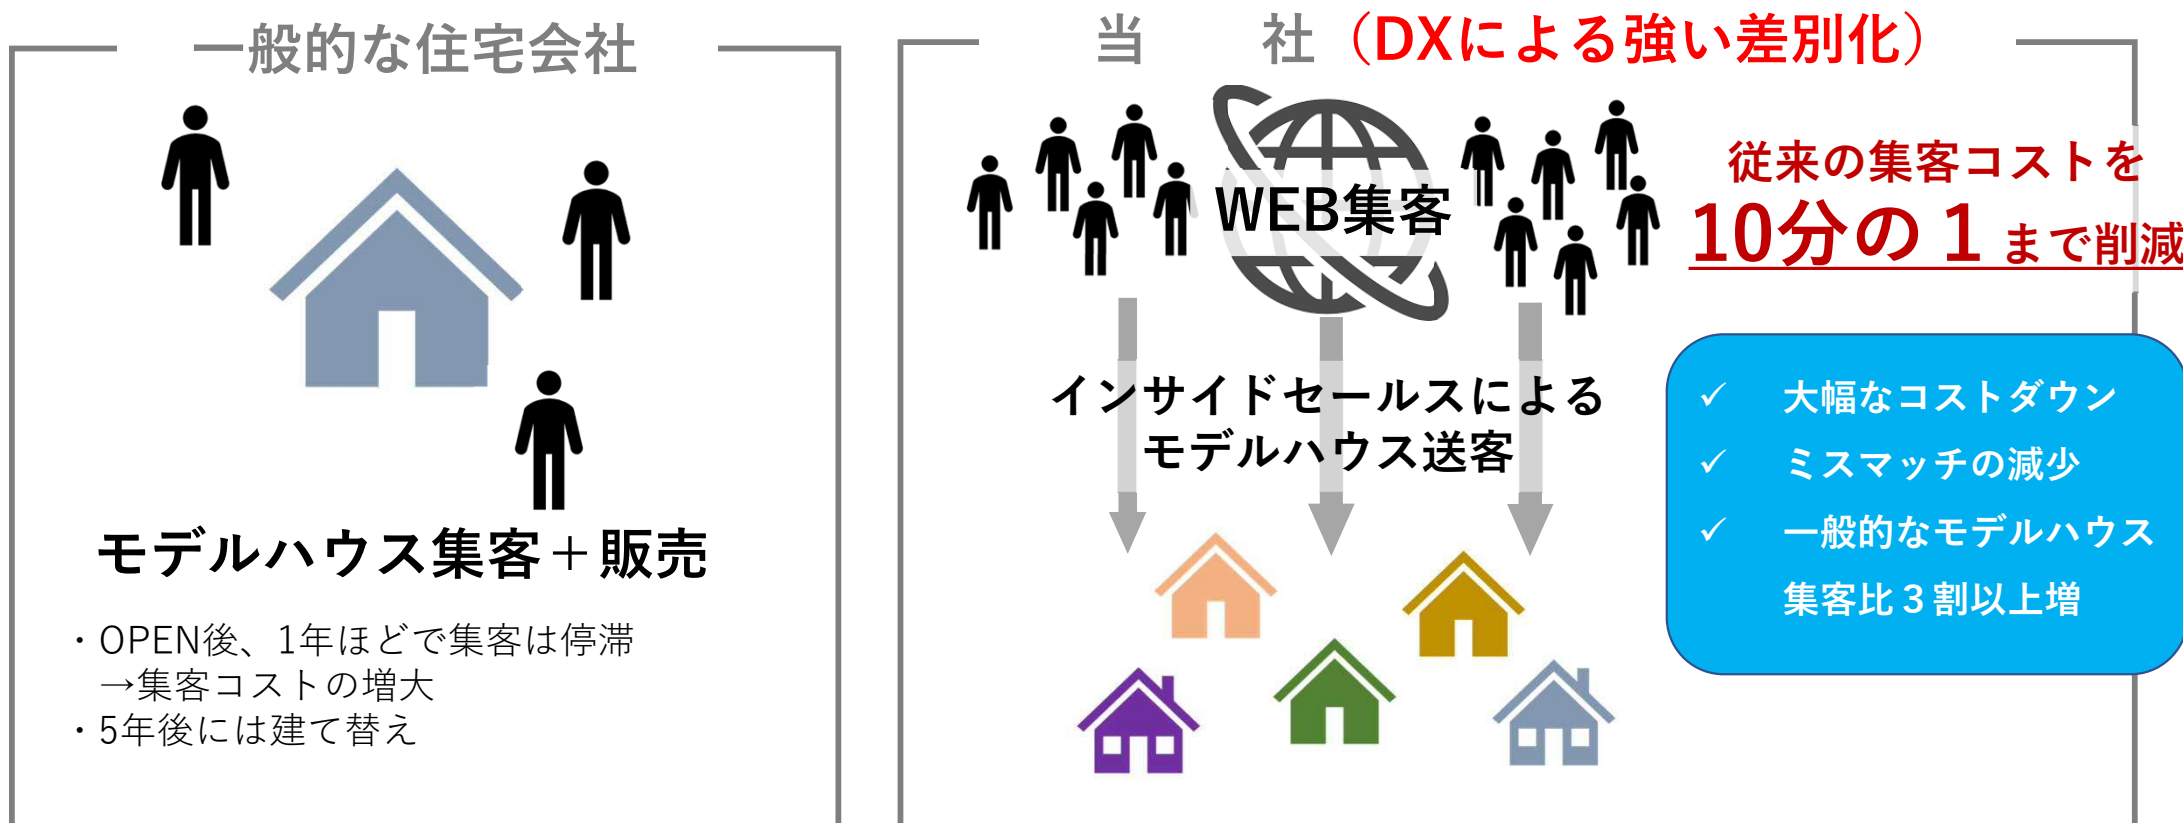 一般的な住宅会社
モデルハウス集客＋販売
・OPEN後、1年ほどで集客は停滞
→集客コストの増大
・5年後には建て替え
当　　社（DXによる強い差別化）
WEB集客
インサイドセールスによる
モデルハウス送客
従来の集客コストを
10分の１まで削減
✓　大幅なコストダウン
✓　ミスマッチの減少
✓　一般的なモデルハウス
集客比３割以上増